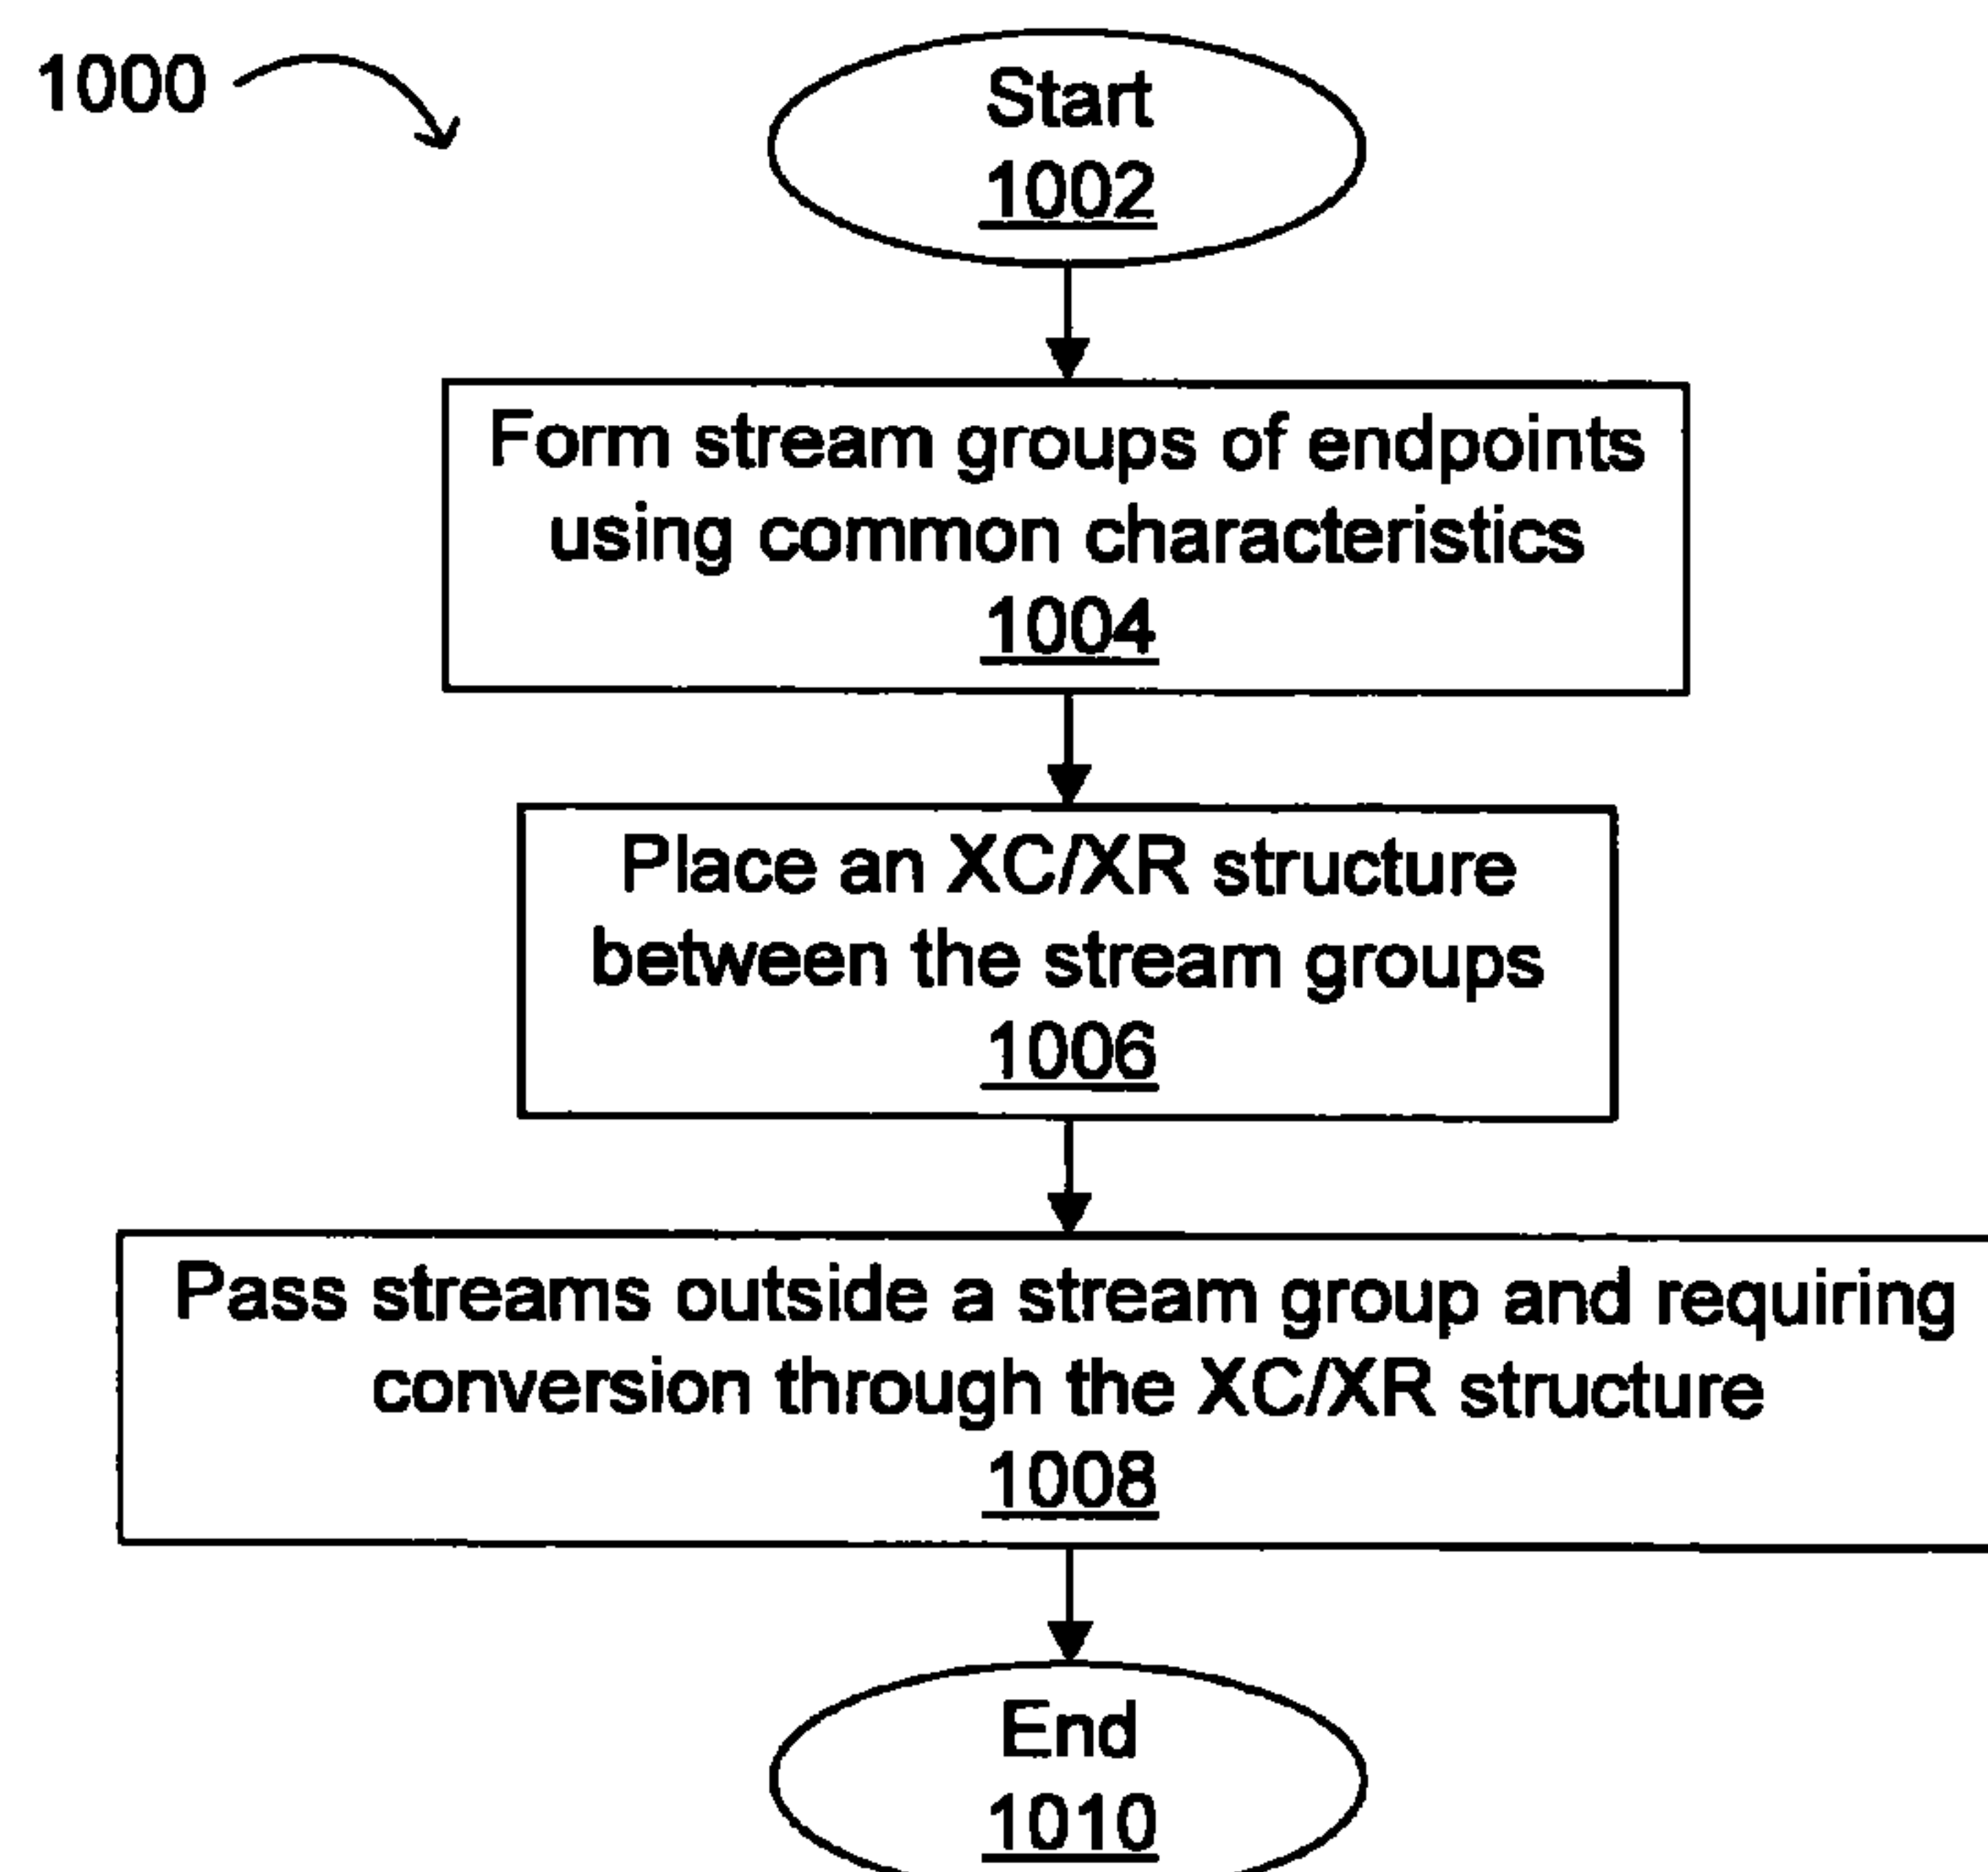 1000
Start
1002
Form stream groups of endpoints
using common characteristics
1004
Place an XC/XR structure
between the stream groups
1006
Pass streams outside a stream group and requiring
conversion through the XC/XR structure
1008
End
1010